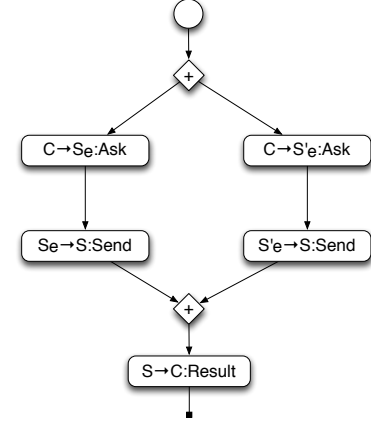 +
C→Se:Ask
C→S'e:Ask
Se→S:Send
S'e→S:Send
+
S→C:Result